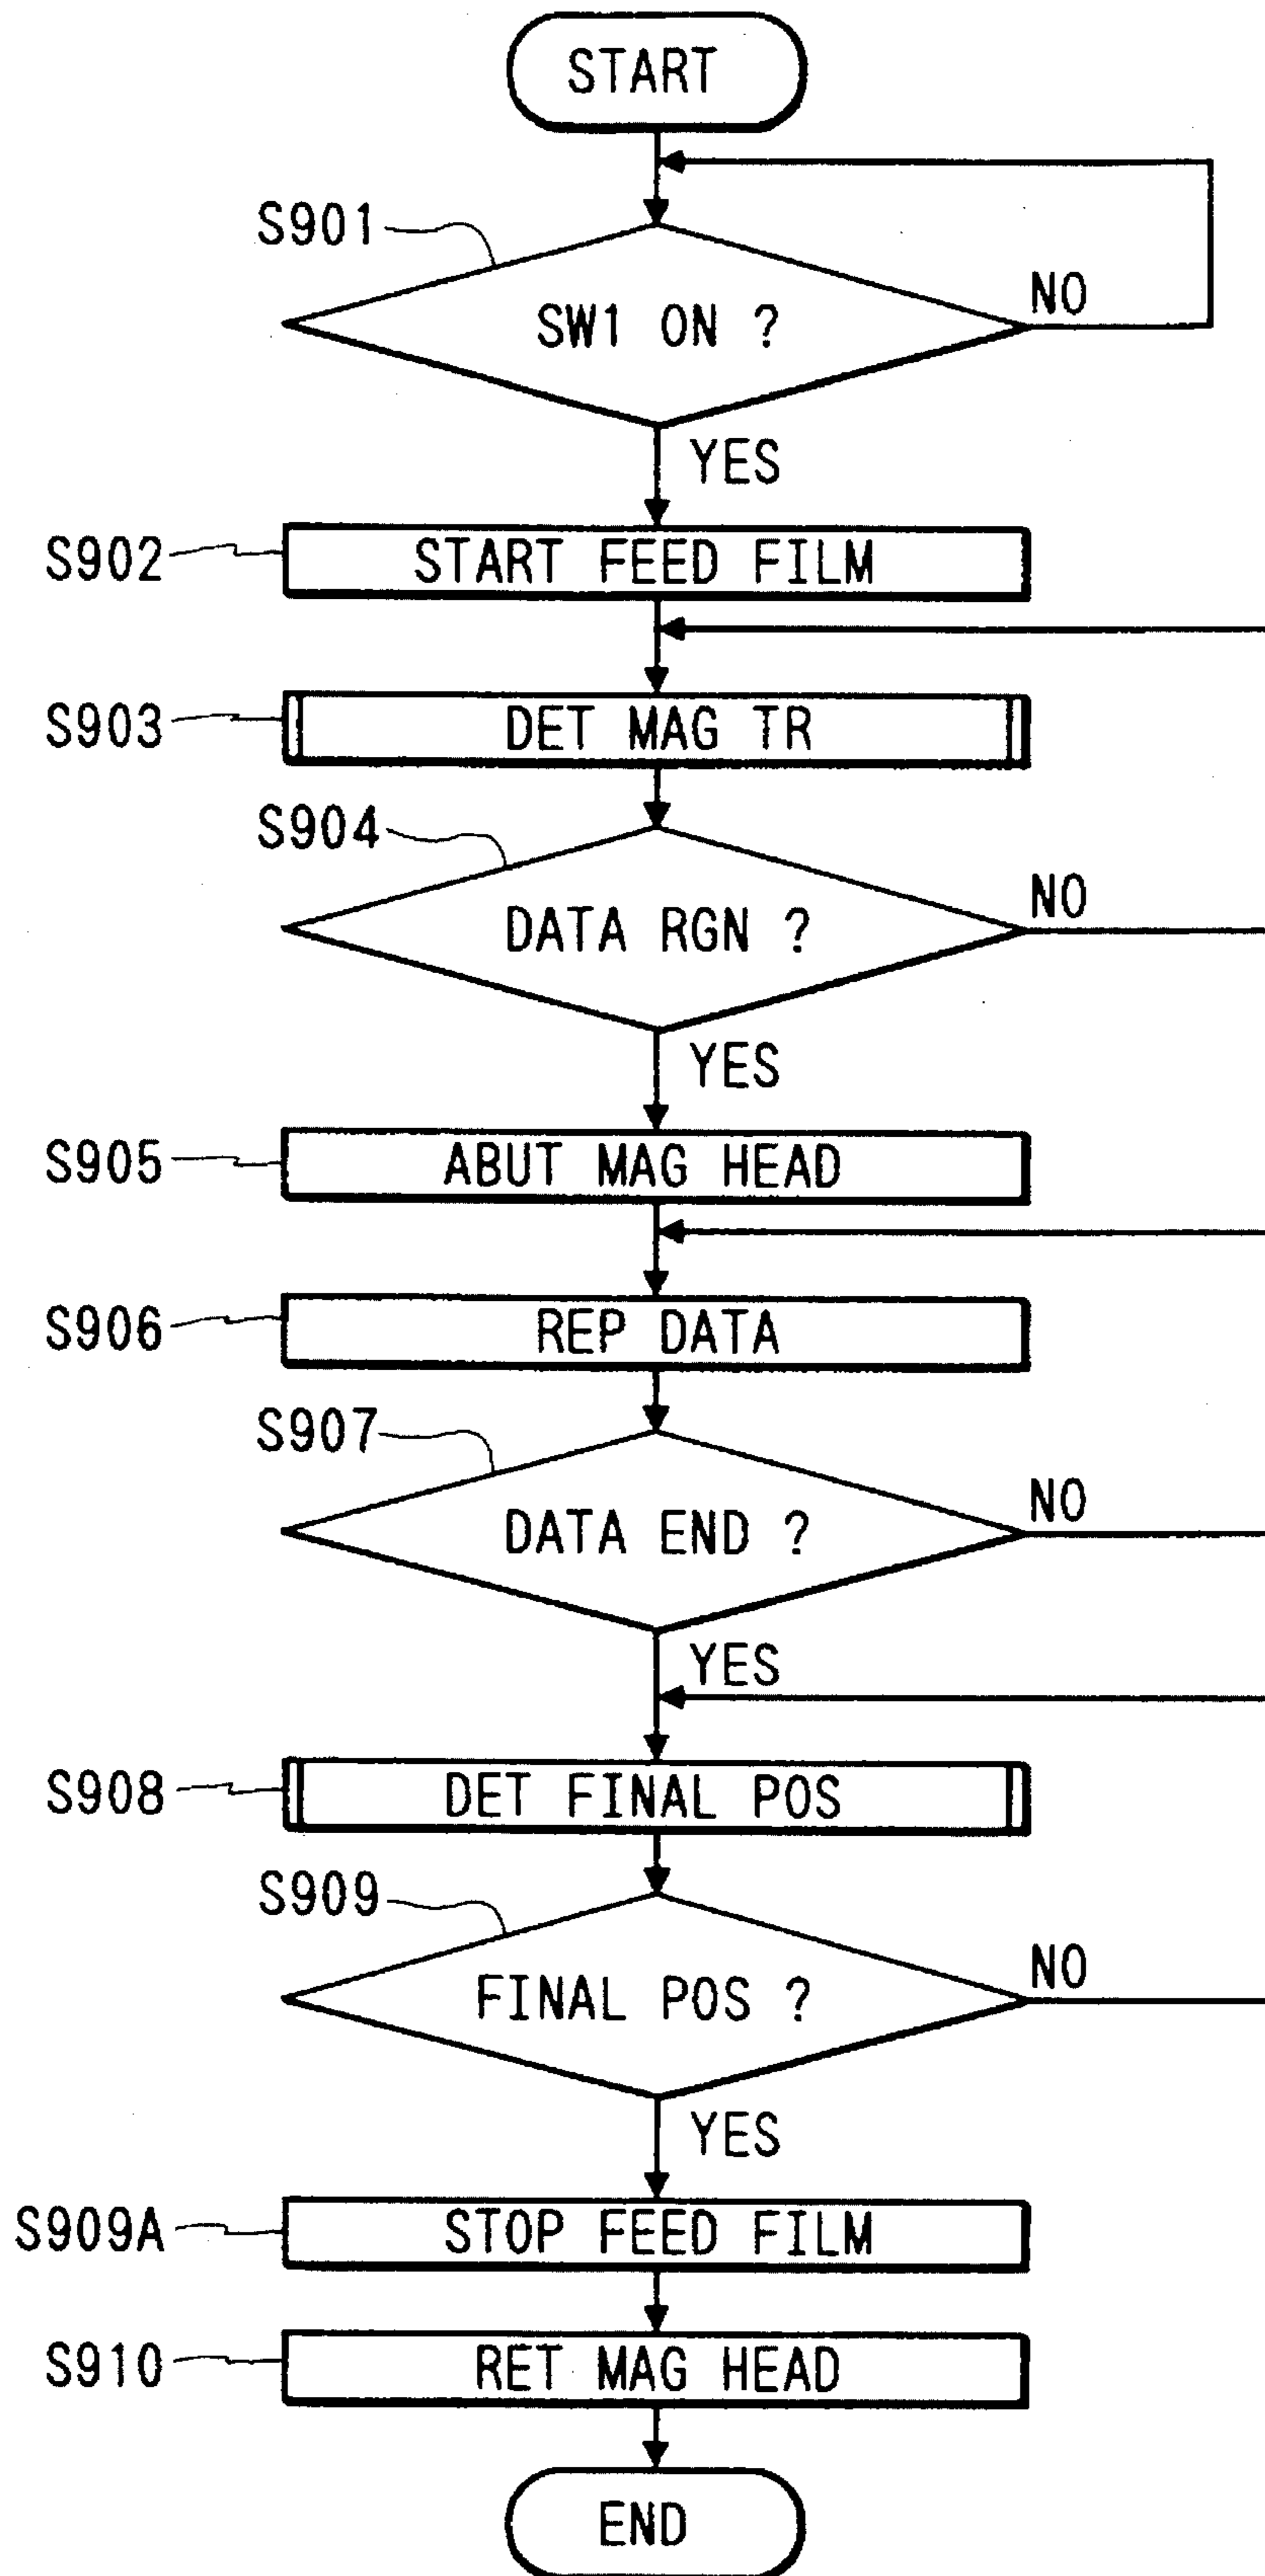 START
S901
SW1 ON ?
NO
YES
S902
START FEED FILM
S903
DET MAG TR
S904
DATA RGN ?
NO
YES
S905
ABUT MAG HEAD
S906
REP DATA
S907
DATA END ?
NO
YES
S908
DET FINAL POS
S909
FINAL POS ?
NO
YES
S909A
STOP FEED FILM
S910
RET MAG HEAD
END